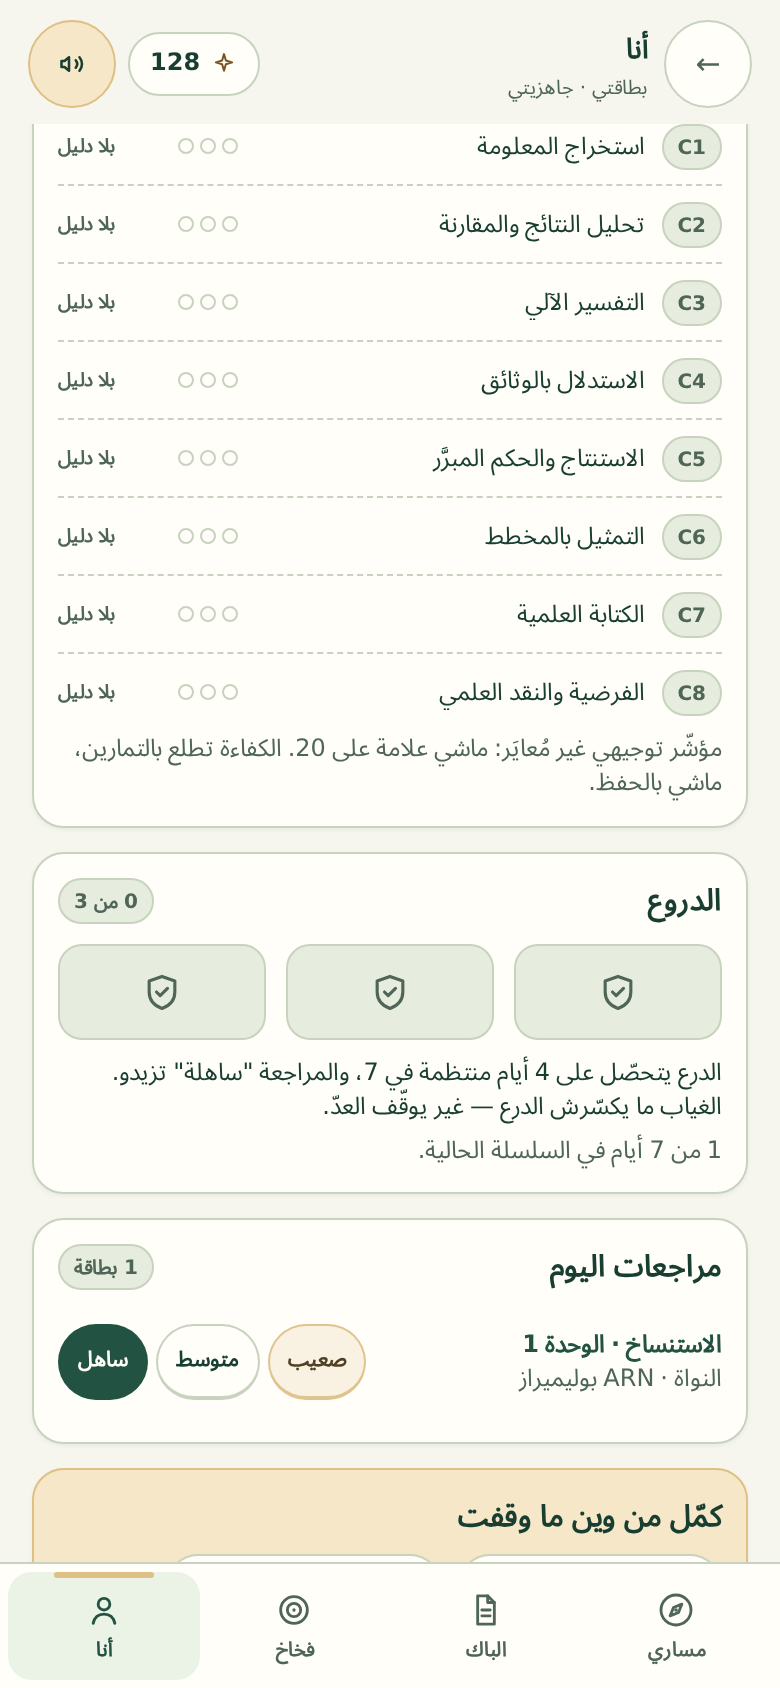 أنا
بطاقتي · جاهزيتي
128
C1 استخراج المعلومة بلا دليل
C2 تحليل النتائج والمقارنة بلا دليل
C3 التفسير الآلي بلا دليل
C4 الاستدلال بالوثائق بلا دليل
C5 الاستنتاج والحكم المبرَّر بلا دليل
C6 التمثيل بالمخطط بلا دليل
C7 الكتابة العلمية بلا دليل
C8 الفرضية والنقد العلمي بلا دليل
مؤشّر توجيهي غير مُعايَر: ماشي علامة على 20. الكفاءة تطلع بالتمارين،
ماشي بالحفظ.
الدروع 0 من 3
الدرع يتحصّل على 4 أيام منتظمة في 7، والمراجعة "ساهلة" تزيدو.
الغياب ما يكسّرش الدرع — غير يوقّف العدّ.
1 من 7 أيام في السلسلة الحالية.
مراجعات اليوم 1 بطاقة
الاستنساخ · الوحدة 1
النواة · ARN بوليميراز
صعيب متوسط ساهل
كمّل من وين ما وقفت
مساري الباك فخاخ أنا